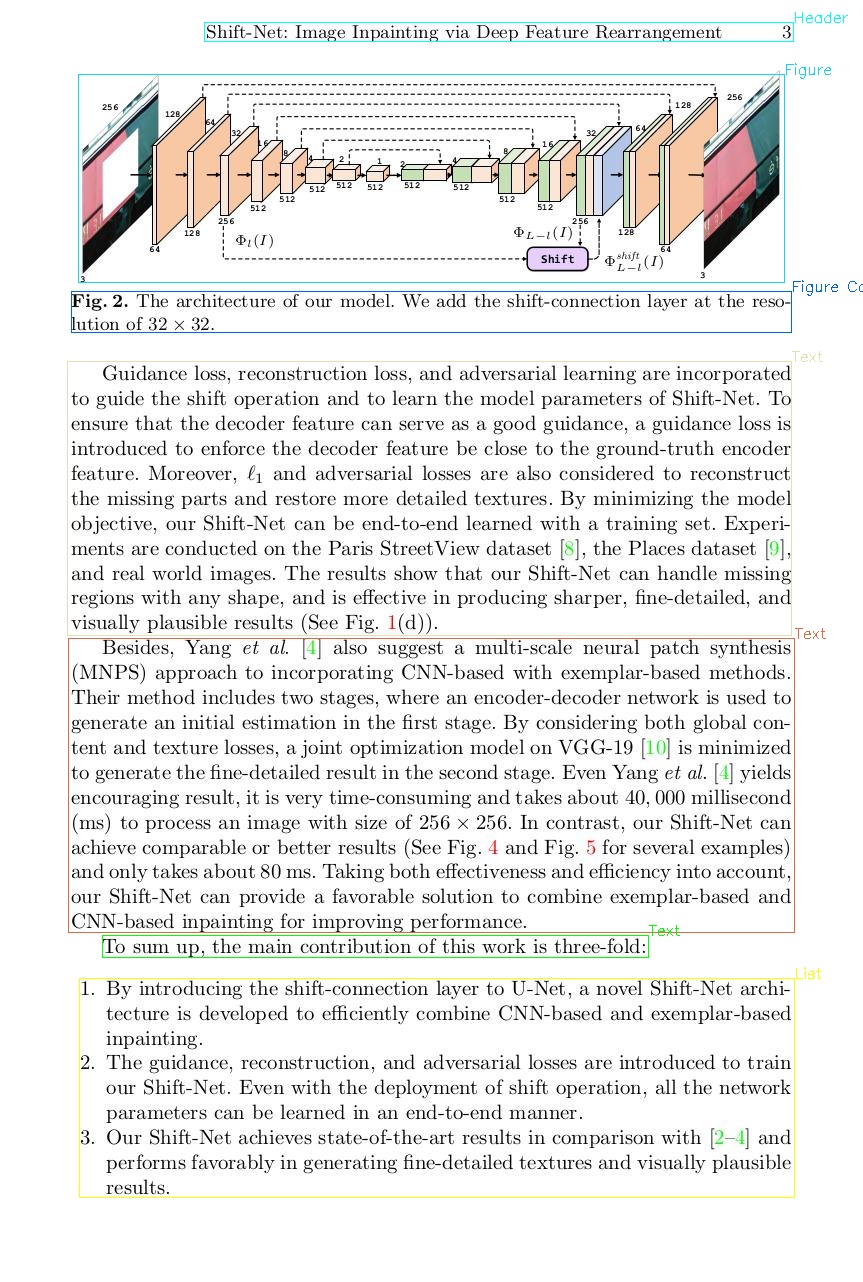 Header
Shift-Net: Image Inpainting via Deep Feature Rearrangement 3
Figure
256 128 64 32 16 8 4 2 1 2 4 8 16 32 64 128 256
3 64 128 256 512 512 512 512 512 512 512 512 512 256 128 64 3
Φ_l(I) Φ_{L−l}(I) Shift Φ^{shift}_{L−l}(I)
Figure Ca
Fig. 2. The architecture of our model. We add the shift-connection layer at the reso-
lution of 32 × 32.
Text
Guidance loss, reconstruction loss, and adversarial learning are incorporated
to guide the shift operation and to learn the model parameters of Shift-Net. To
ensure that the decoder feature can serve as a good guidance, a guidance loss is
introduced to enforce the decoder feature be close to the ground-truth encoder
feature. Moreover, ℓ1 and adversarial losses are also considered to reconstruct
the missing parts and restore more detailed textures. By minimizing the model
objective, our Shift-Net can be end-to-end learned with a training set. Experi-
ments are conducted on the Paris StreetView dataset [8], the Places dataset [9],
and real world images. The results show that our Shift-Net can handle missing
regions with any shape, and is effective in producing sharper, fine-detailed, and
visually plausible results (See Fig. 1(d)).
Text
Besides, Yang et al. [4] also suggest a multi-scale neural patch synthesis
(MNPS) approach to incorporating CNN-based with exemplar-based methods.
Their method includes two stages, where an encoder-decoder network is used to
generate an initial estimation in the first stage. By considering both global con-
tent and texture losses, a joint optimization model on VGG-19 [10] is minimized
to generate the fine-detailed result in the second stage. Even Yang et al. [4] yields
encouraging result, it is very time-consuming and takes about 40, 000 millisecond
(ms) to process an image with size of 256 × 256. In contrast, our Shift-Net can
achieve comparable or better results (See Fig. 4 and Fig. 5 for several examples)
and only takes about 80 ms. Taking both effectiveness and efficiency into account,
our Shift-Net can provide a favorable solution to combine exemplar-based and
CNN-based inpainting for improving performance.
Text
To sum up, the main contribution of this work is three-fold:
List
1. By introducing the shift-connection layer to U-Net, a novel Shift-Net archi-
tecture is developed to efficiently combine CNN-based and exemplar-based
inpainting.
2. The guidance, reconstruction, and adversarial losses are introduced to train
our Shift-Net. Even with the deployment of shift operation, all the network
parameters can be learned in an end-to-end manner.
3. Our Shift-Net achieves state-of-the-art results in comparison with [2–4] and
performs favorably in generating fine-detailed textures and visually plausible
results.